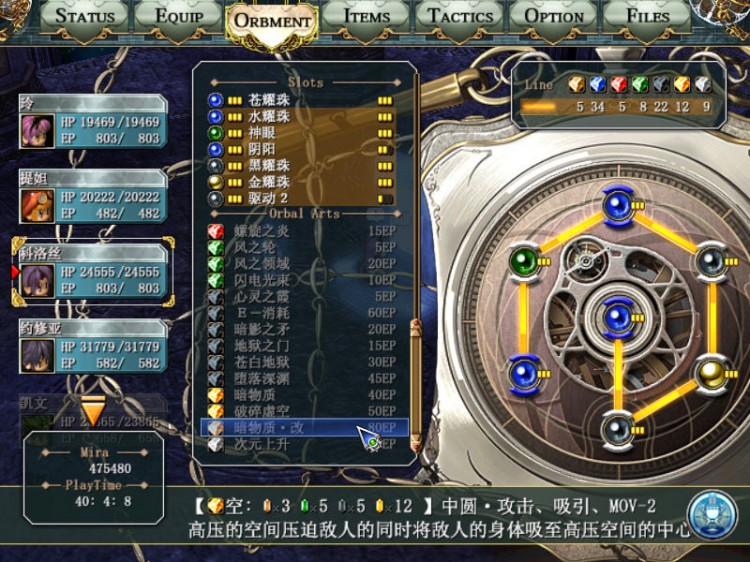 STATUS EQUIP ORBMENT ITEMS TACTICS OPTION FILES
玲
HP 19469/19469
EP 803/ 803
提妲
HP 20222/20222
EP 482/ 482
科洛丝
HP 24555/24555
EP 803/ 803
约修亚
HP 31779/31779
EP 582/ 582
凯文
Mira
475480
PlayTime
40: 4: 8
Slots
苍耀珠
水耀珠
神眼
阴阳
黑耀珠
金耀珠
驱动 2
Orbal Arts
螺旋之炎 15EP
风之轮 5EP
风之领域 20EP
闪电光束 10EP
心灵之霞 5EP
E－消耗 60EP
暗影之矛 20EP
地狱之门 15EP
苍白地狱 30EP
堕落深渊 45EP
暗物质 40EP
破碎虚空 50EP
暗物质·改 80EP
次元上升
Line
5 34 5 8 22 12 9
【空: ×3 ×5 ×5 ×12 】中圆·攻击、吸引、MOV-2
高压的空间压迫敌人的同时将敌人的身体吸至高压空间的中心